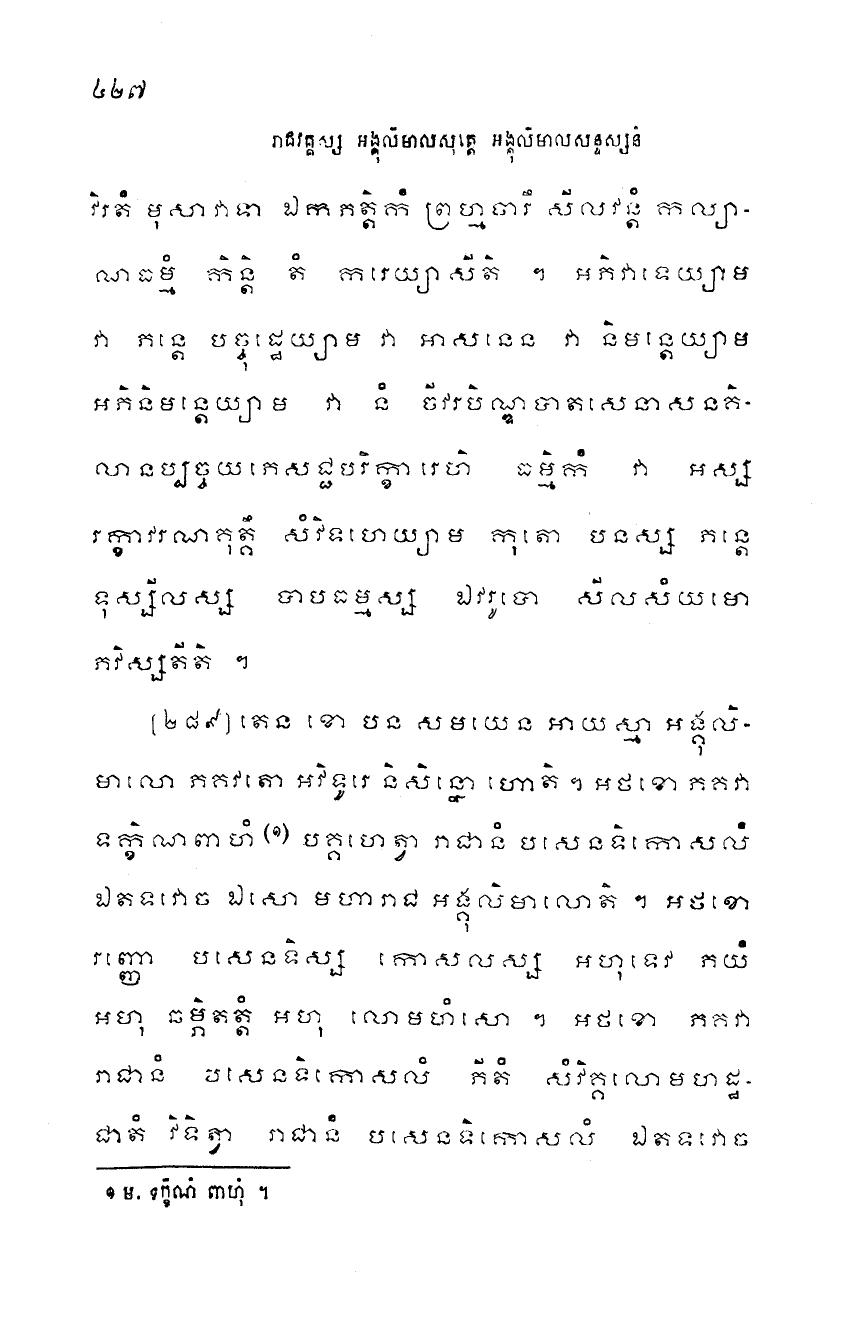 ៤២៧
រាជវគ្គស្ស អង្គុលិមាលសុត្តេ អង្គុលិមាលសន្ទស្សនំ
វិរតំ មុសាវាទា ឯកភត្តិកំ ព្រហ្មចារឹ សីលវន្តំ កល្យា-
ណធម្មំ កិន្តិ តំ ករេយ្យាសីតិ ។ អភិវាទេយ្យាម
វា ភន្តេ បច្ចុដ្ឋេយ្យាម វា អាសនេន វា និមន្តេយ្យាម
អភិនិមន្តេយ្យាម វា នំ ចីវរបិណ្ឌបាតសេនាសនគិ-
លានប្បច្ចយភេសជ្ជបរិក្ខារេហិ ធម្មិកំ វា អស្ស
រក្ខាវរណគុត្តឹ សំវិទហេយ្យាម កុតោ បនស្ស ភន្តេ
ទុស្សីលស្ស បាបធម្មស្ស ឯវរូបោ សីលសំយមោ
ភវិស្សតីតិ ។
[២៨៩] តេន ខោ បន សមយេន អាយស្មា អង្គុលិ-
មាលោ ភគវតោ អវិទូរេ និសិន្នោ ហោតិ ។ អថខោ ភគវា
ទក្ខិណពាហំ (១) បគ្គហេត្វា រាជានំ បសេនទិកោសលំ
ឯតទវោច ឯសោ មហារាជ អង្គុលិមាលោតិ ។ អថខោ
រញ្ញោ បសេនទិស្ស កោសលស្ស អហុទេវ ភយំ
អហុ ឆម្ភិតត្តំ អហុ លោមហំសោ ។ អថខោ ភគវា
រាជានំ បសេនទិកោសលំ ភីតំ សំវិគ្គលោមហដ្ឋ-
ជាតំ វិទិត្វា រាជានំ បសេនទិកោសលំ ឯតទវោច
១ ម. ទក្ខិណំ ពាហុំ ។